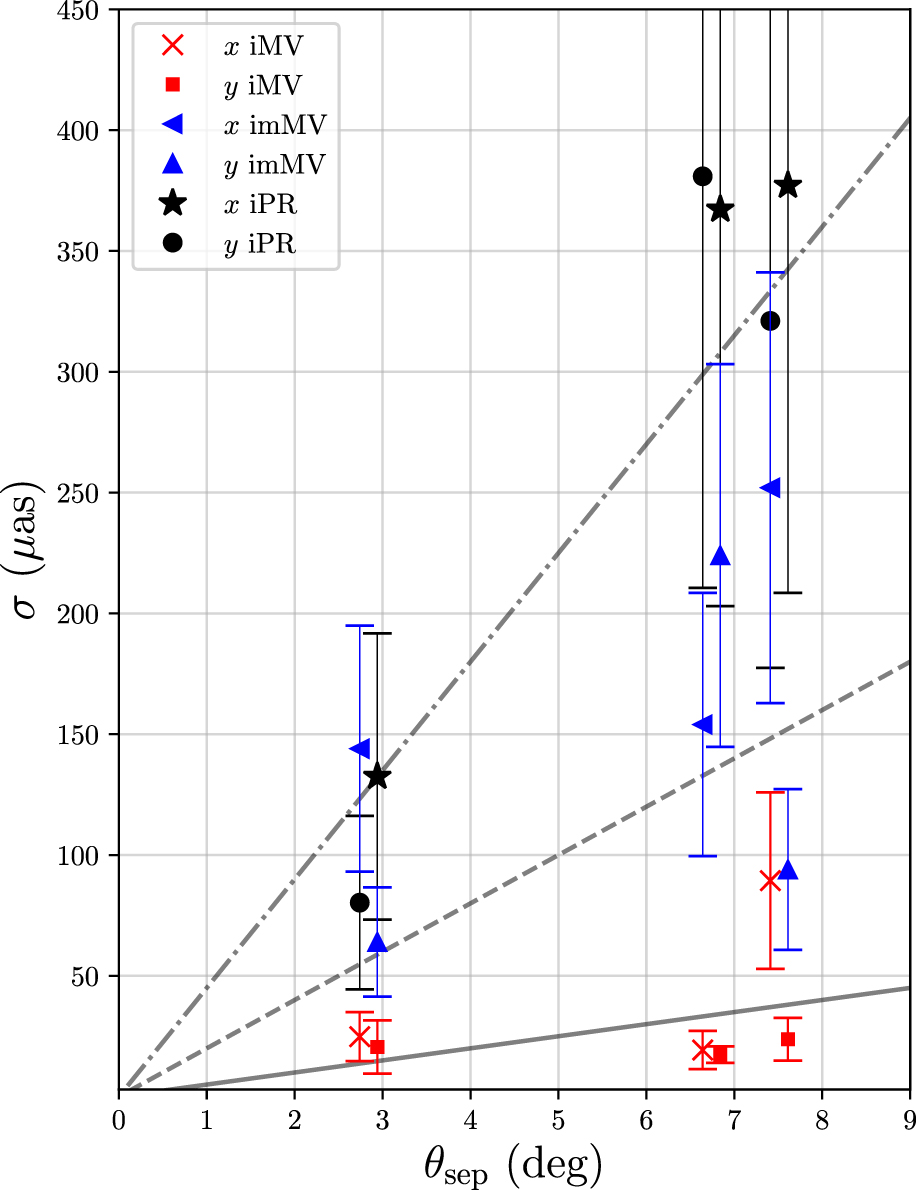 450
400
350
300
250
200
150
100
50
σ (μas)
x iMV
y iMV
x imMV
y imMV
x iPR
y iPR
0 1 2 3 4 5 6 7 8 9
θsep (deg)